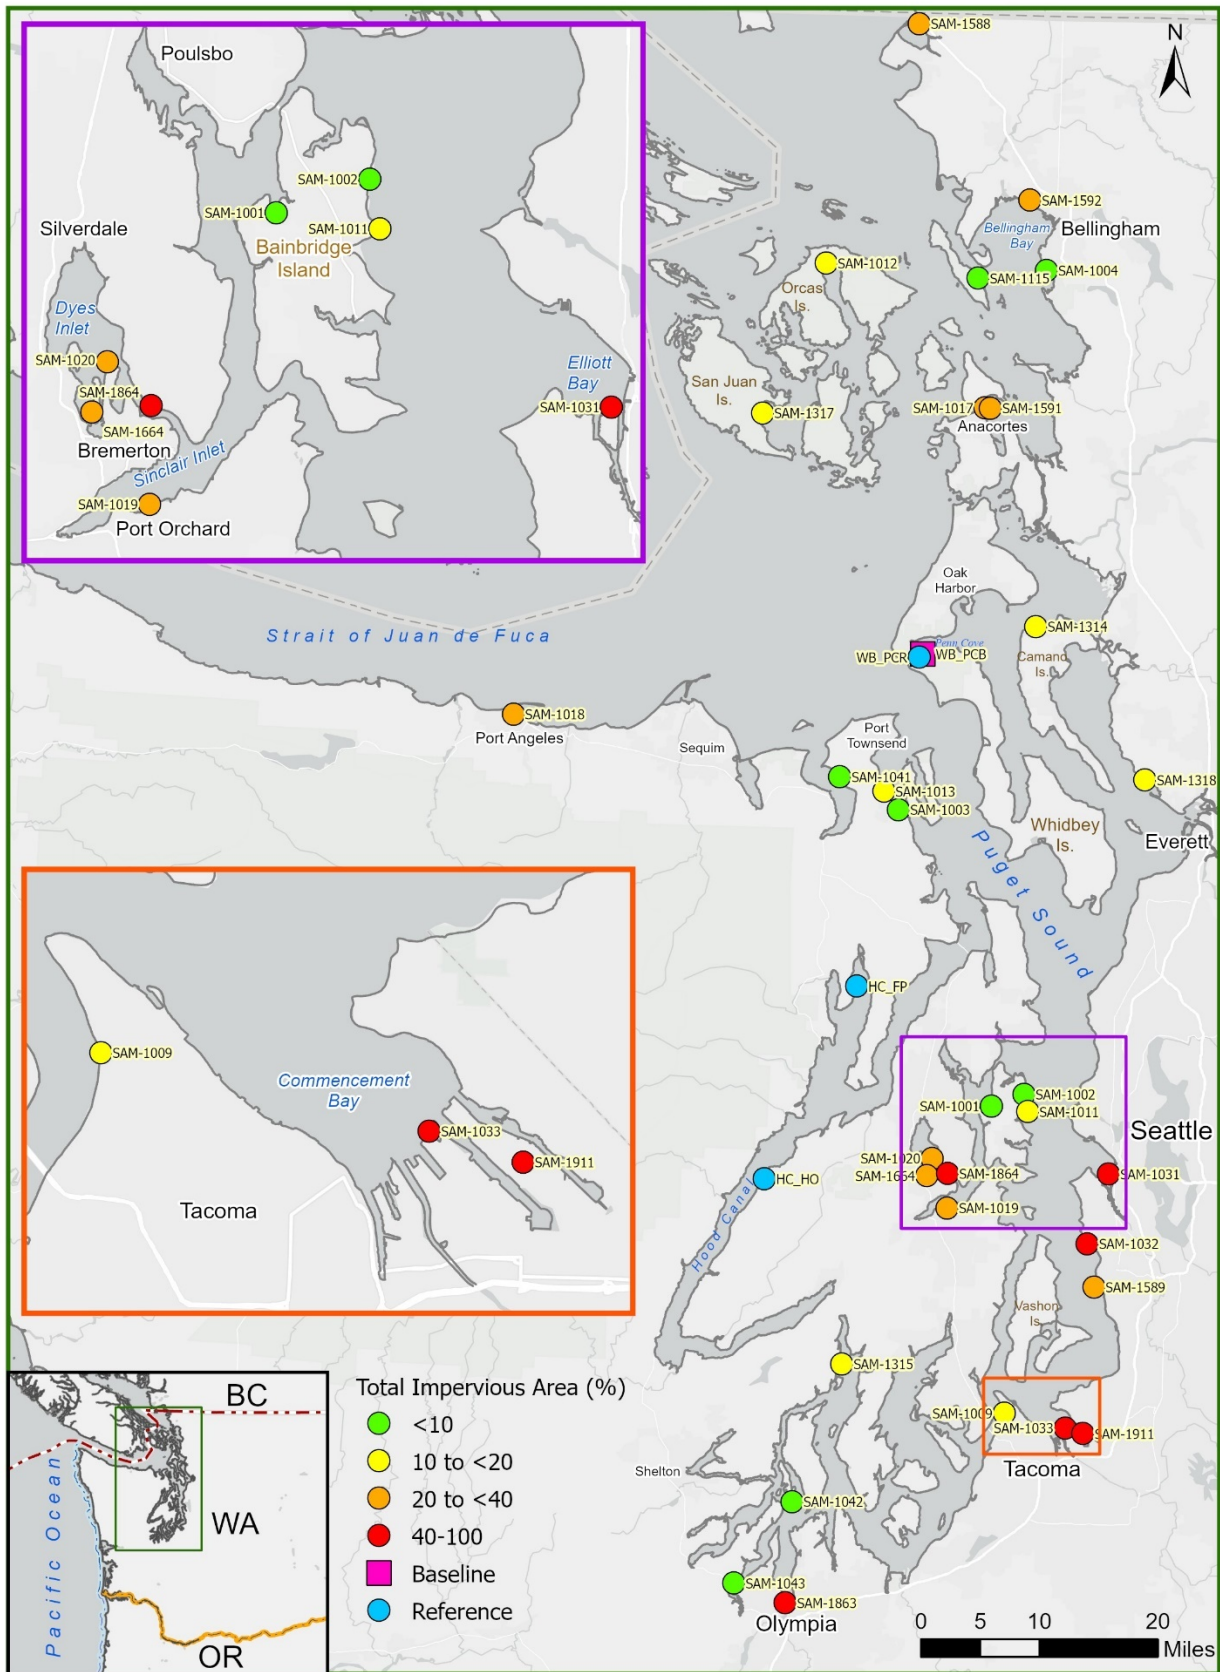 N
SAM-1588
Poulsbo
SAM-1002
SAM-1001
SAM-1011
Bainbridge
Island
Silverdale
Dyes
Inlet
SAM-1020
SAM-1864
SAM-1664
Bremerton
Sinclair Inlet
SAM-1019
Port Orchard
Elliott
Bay
SAM-1031
SAM-1592
Bellingham
Bay
Bellingham
SAM-1004
SAM-1115
SAM-1012
Orcas
Is.
San Juan
Is.
SAM-1317
SAM-1017
SAM-1591
Anacortes
Oak
Harbor
Strait of Juan de Fuca
SAM-1314
Penn Cove
WB_PCR
WB_PCB
Camano
Is.
SAM-1018
Port Angeles
Sequim
Port
Townsend
SAM-1041
SAM-1013
SAM-1003
SAM-1318
Whidbey
Is.
Everett
Puget Sound
SAM-1009
Commencement
Bay
SAM-1033
SAM-1911
Tacoma
HC_FP
SAM-1002
SAM-1001
SAM-1011
Seattle
SAM-1020
SAM-1664
SAM-1864
SAM-1031
SAM-1019
HC_HO
Hood Canal
SAM-1032
SAM-1589
Vashon
Is.
SAM-1315
SAM-1009
SAM-1033
SAM-1911
Tacoma
Shelton
SAM-1042
SAM-1043
SAM-1863
Olympia
BC
WA
OR
Pacific Ocean
Total Impervious Area (%)
<10
10 to <20
20 to <40
40-100
Baseline
Reference
0 5 10 20
Miles